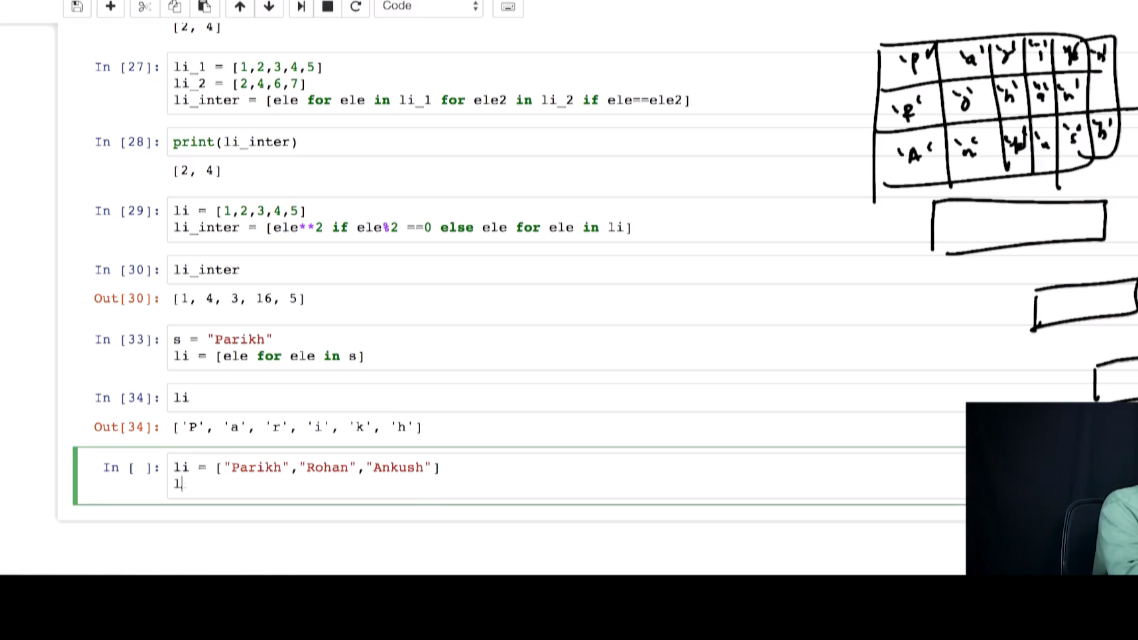 Code
[2, 4]
In [27]: li_1 = [1,2,3,4,5]
li_2 = [2,4,6,7]
li_inter = [ele for ele in li_1 for ele2 in li_2 if ele==ele2]
In [28]: print(li_inter)
[2, 4]
In [29]: li = [1,2,3,4,5]
li_inter = [ele**2 if ele%2 ==0 else ele for ele in li]
In [30]: li_inter
Out[30]: [1, 4, 3, 16, 5]
In [33]: s = "Parikh"
li = [ele for ele in s]
In [34]: li
Out[34]: ['P', 'a', 'r', 'i', 'k', 'h']
In [ ]: li = ["Parikh","Rohan","Ankush"]
l
'P' 'a' 'r' 'i'
'R' 'h' 'a' 'n'
'A' 'n' 's' 'h'